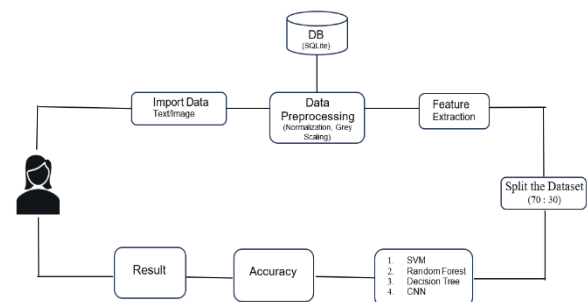 DB
(SQLite)
Import Data
Text/Image
Data
Preprocessing
(Normalization, Grey
Scaling)
Feature
Extraction
Split the Dataset
(70 : 30)
1. SVM
2. Random Forest
3. Decision Tree
4. CNN
Accuracy
Result